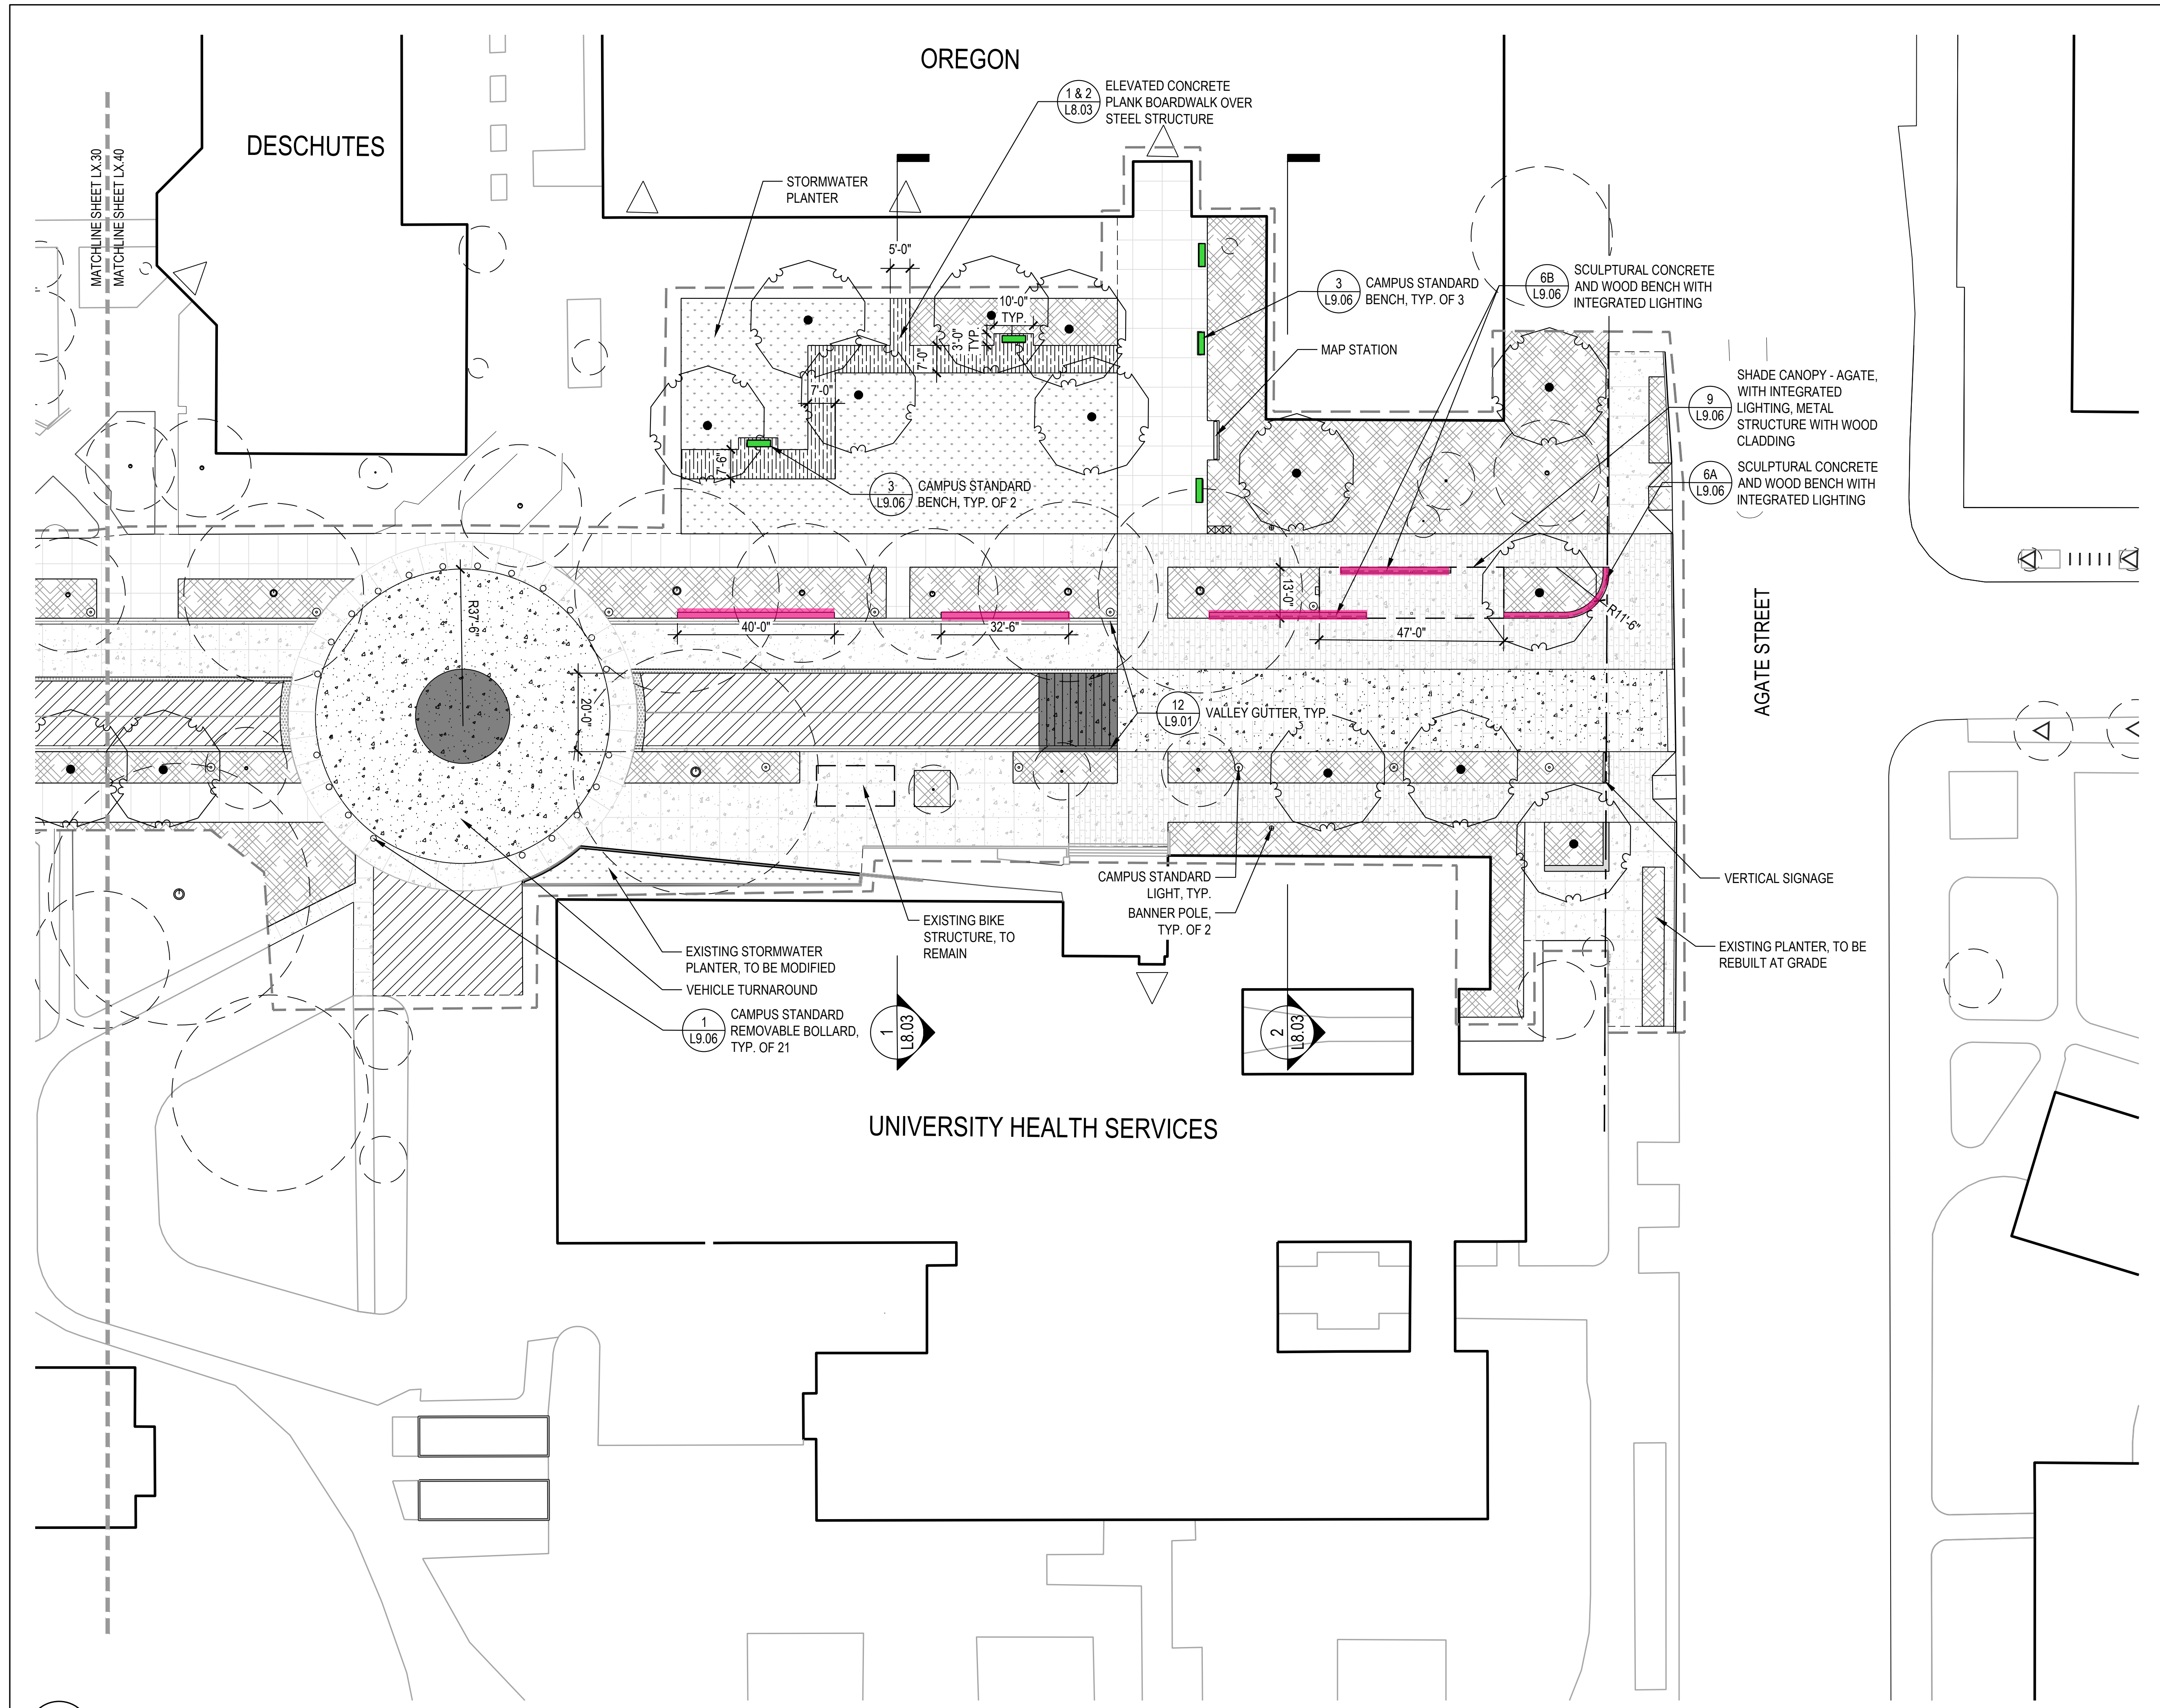 OREGON
1 & 2
L8.03
ELEVATED CONCRETE
PLANK BOARDWALK OVER
STEEL STRUCTURE
DESCHUTES
MATCHLINE SHEET LX.30
MATCHLINE SHEET LX.40
STORMWATER
PLANTER
5'-0"
10'-0"
TYP.
3'-0"
TYP.
7'-0"
7'-0"
7'-6"
3
L9.06
CAMPUS STANDARD
BENCH, TYP. OF 3
6B
L9.06
SCULPTURAL CONCRETE
AND WOOD BENCH WITH
INTEGRATED LIGHTING
MAP STATION
9
L9.06
SHADE CANOPY - AGATE,
WITH INTEGRATED
LIGHTING, METAL
STRUCTURE WITH WOOD
CLADDING
6A
L9.06
SCULPTURAL CONCRETE
AND WOOD BENCH WITH
INTEGRATED LIGHTING
3
L9.06
CAMPUS STANDARD
BENCH, TYP. OF 2
R37'-6"
40'-0"
32'-6"
13'-0"
47'-0"
R11'-6"
AGATE STREET
20'-0"
12
L9.01
VALLEY GUTTER, TYP.
CAMPUS STANDARD
LIGHT, TYP.
BANNER POLE,
TYP. OF 2
VERTICAL SIGNAGE
EXISTING BIKE
STRUCTURE, TO
REMAIN
EXISTING PLANTER, TO BE
REBUILT AT GRADE
EXISTING STORMWATER
PLANTER, TO BE MODIFIED
VEHICLE TURNAROUND
1
L9.06
CAMPUS STANDARD
REMOVABLE BOLLARD,
TYP. OF 21
1
L8.03
2
L8.03
UNIVERSITY HEALTH SERVICES